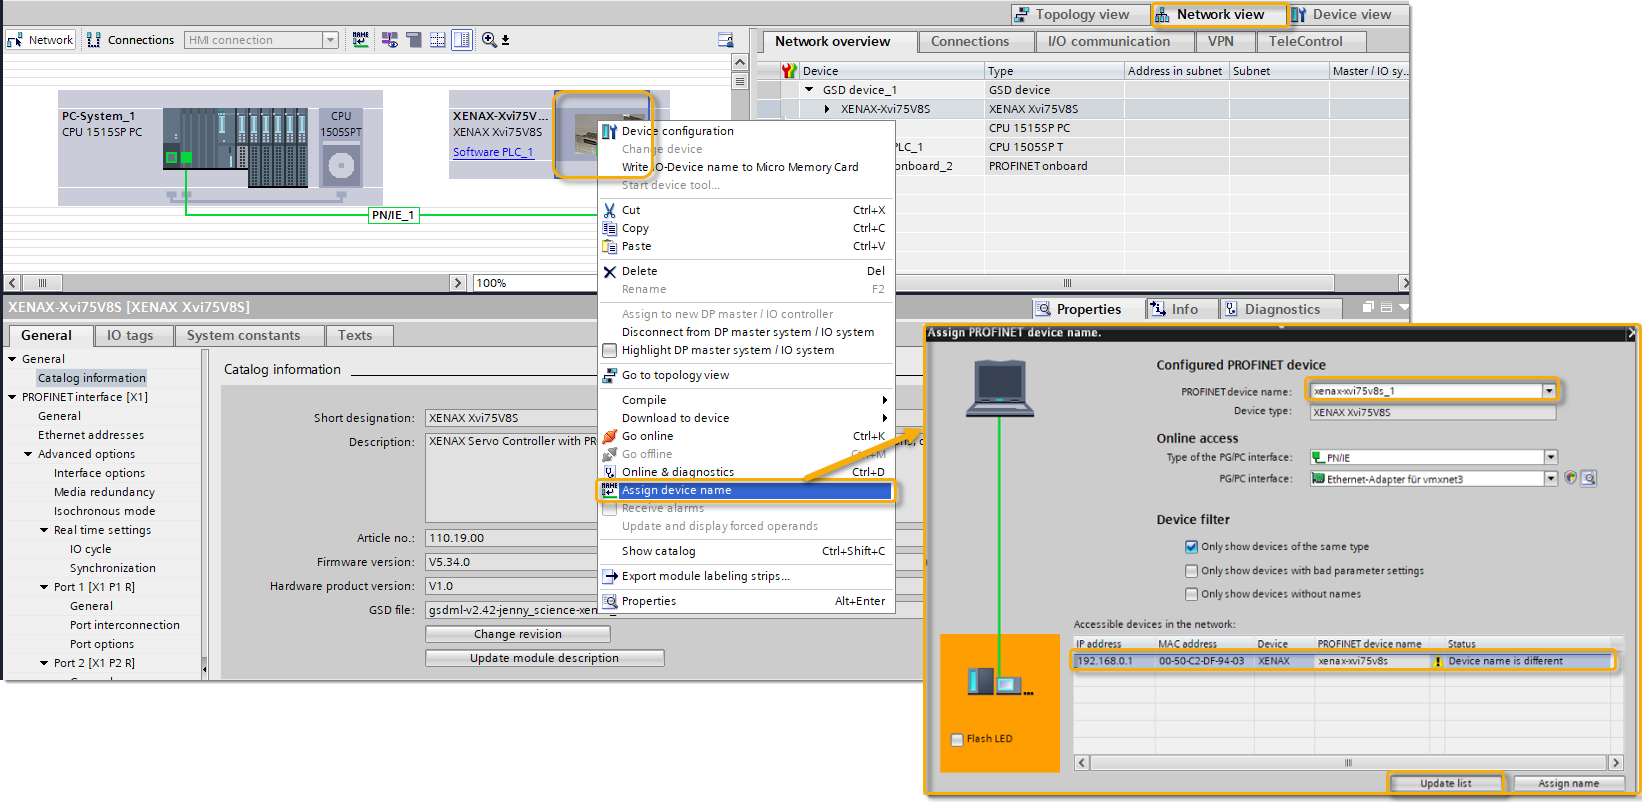 Topology view
Network view
Device view
Network
Connections
HMI connection
Network overview
Connections
I/O communication
VPN
TeleControl
Device
Type
Address in subnet
Subnet
Master / IO sy...
GSD device_1
GSD device
XENAX-Xvi75V8S
XENAX Xvi75V8S
CPU 1515SP PC
PLC_1
CPU 1505SP T
onboard_2
PROFINET onboard
PC-System_1
CPU 1515SP PC
CPU
1505SPT
XENAX-Xvi75V...
XENAX Xvi75V8S
Software PLC_1
PN/IE_1
100%
Device configuration
Change device
Write IO-Device name to Micro Memory Card
Start device tool...
Cut Ctrl+X
Copy Ctrl+C
Paste Ctrl+V
Delete Del
Rename F2
Assign to new DP master / IO controller
Disconnect from DP master system / IO system
Highlight DP master system / IO system
Go to topology view
Compile
Download to device
Go online Ctrl+K
Go offline Ctrl+M
Online & diagnostics Ctrl+D
Assign device name
Receive alarms
Update and display forced operands
Show catalog Ctrl+Shift+C
Export module labeling strips...
Properties Alt+Enter
XENAX-Xvi75V8S [XENAX Xvi75V8S]
Properties
Info
Diagnostics
General
IO tags
System constants
Texts
General
Catalog information
PROFINET interface [X1]
General
Ethernet addresses
Advanced options
Interface options
Media redundancy
Isochronous mode
Real time settings
IO cycle
Synchronization
Port 1 [X1 P1 R]
General
Port interconnection
Port options
Port 2 [X1 P2 R]
Catalog information
Short designation: XENAX Xvi75V8S
Description: XENAX Servo Controller with PR
Article no.: 110.19.00
Firmware version: V5.34.0
Hardware product version: V1.0
GSD file: gsdml-v2.42-jenny_science-xen
Change revision
Update module description
Assign PROFINET device name.
Configured PROFINET device
PROFINET device name: xenax-xvi75v8s_1
Device type: XENAX Xvi75V8S
Online access
Type of the PG/PC interface: PN/IE
PG/PC interface: Ethernet-Adapter für vmxnet3
Device filter
Only show devices of the same type
Only show devices with bad parameter settings
Only show devices without names
Accessible devices in the network:
IP address MAC address Device PROFINET device name Status
192.168.0.1 00-50-C2-DF-94-03 XENAX xenax-xvi75v8s Device name is different
Flash LED
Update list
Assign name